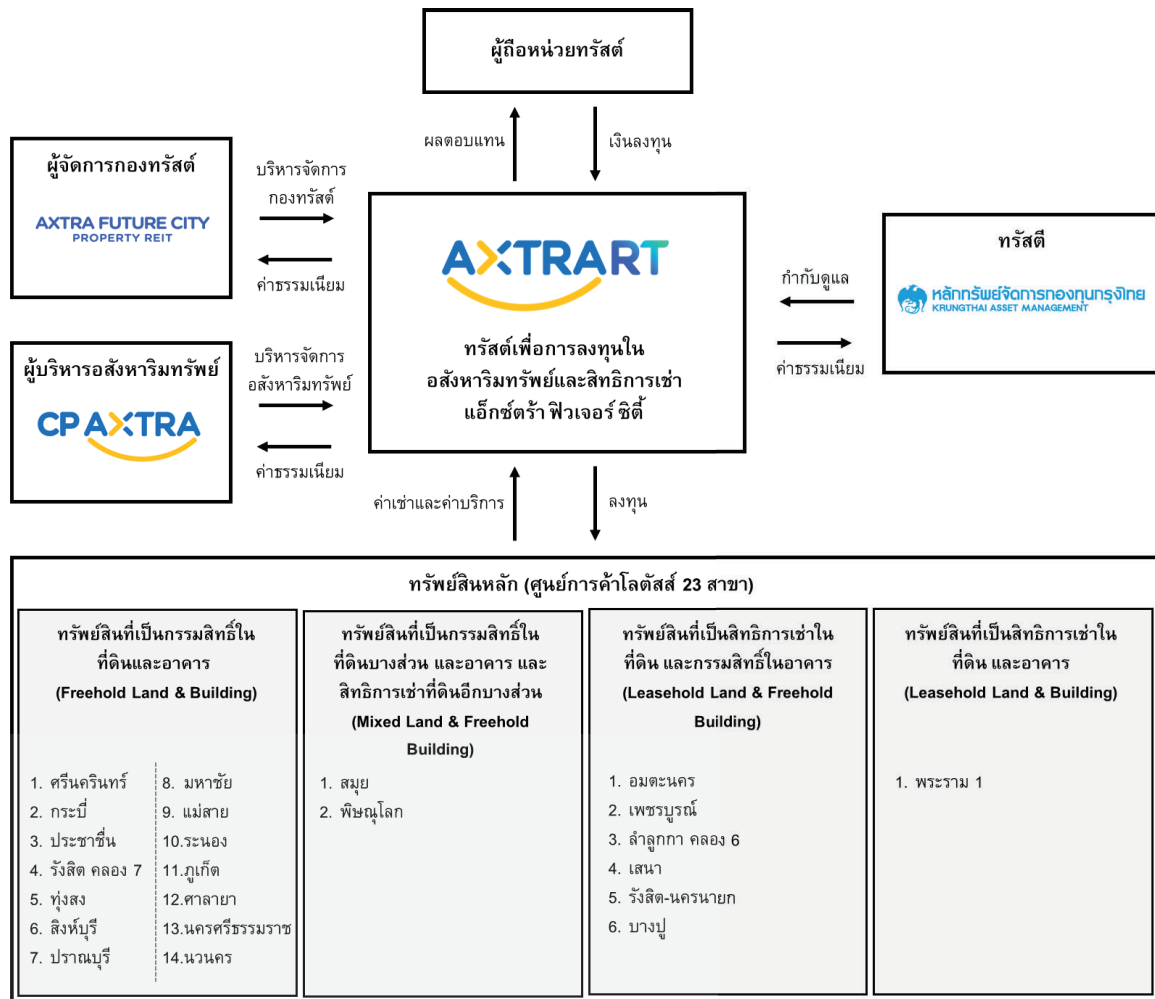 ผู้ถือหน่วยทรัสต์
ผลตอบแทน
เงินลงทุน
ผู้จัดการกองทรัสต์
AXTRA FUTURE CITY
PROPERTY REIT
บริหารจัดการ
กองทรัสต์
ค่าธรรมเนียม
ผู้บริหารอสังหาริมทรัพย์
CP AXTRA
บริหารจัดการ
อสังหาริมทรัพย์
ค่าธรรมเนียม
AXTRART
ทรัสต์เพื่อการลงทุนใน
อสังหาริมทรัพย์และสิทธิการเช่า
แอ็กซ์ตร้า ฟิวเจอร์ ซิตี้
กำกับดูแล
ค่าธรรมเนียม
ทรัสตี
หลักทรัพย์จัดการกองทุนกรุงไทย
KRUNGTHAI ASSET MANAGEMENT
ค่าเช่าและค่าบริการ
ลงทุน
ทรัพย์สินหลัก (ศูนย์การค้าโลตัสส์ 23 สาขา)
ทรัพย์สินที่เป็นกรรมสิทธิ์ใน
ที่ดินและอาคาร
(Freehold Land & Building)
1. ศรีนครินทร์
2. กระบี่
3. ประชาชื่น
4. รังสิต คลอง 7
5. ทุ่งสง
6. สิงห์บุรี
7. ปราณบุรี
8. มหาชัย
9. แม่สาย
10.ระนอง
11.ภูเก็ต
12.ศาลายา
13.นครศรีธรรมราช
14.นวนคร
ทรัพย์สินที่เป็นกรรมสิทธิ์ใน
ที่ดินบางส่วน และอาคาร และ
สิทธิการเช่าที่ดินอีกบางส่วน
(Mixed Land & Freehold
Building)
1. สมุย
2. พิษณุโลก
ทรัพย์สินที่เป็นสิทธิการเช่าใน
ที่ดิน และกรรมสิทธิ์ในอาคาร
(Leasehold Land & Freehold
Building)
1. อมตะนคร
2. เพชรบูรณ์
3. ลำลูกกา คลอง 6
4. เสนา
5. รังสิต-นครนายก
6. บางปู
ทรัพย์สินที่เป็นสิทธิการเช่าใน
ที่ดิน และอาคาร
(Leasehold Land & Building)
1. พระราม 1